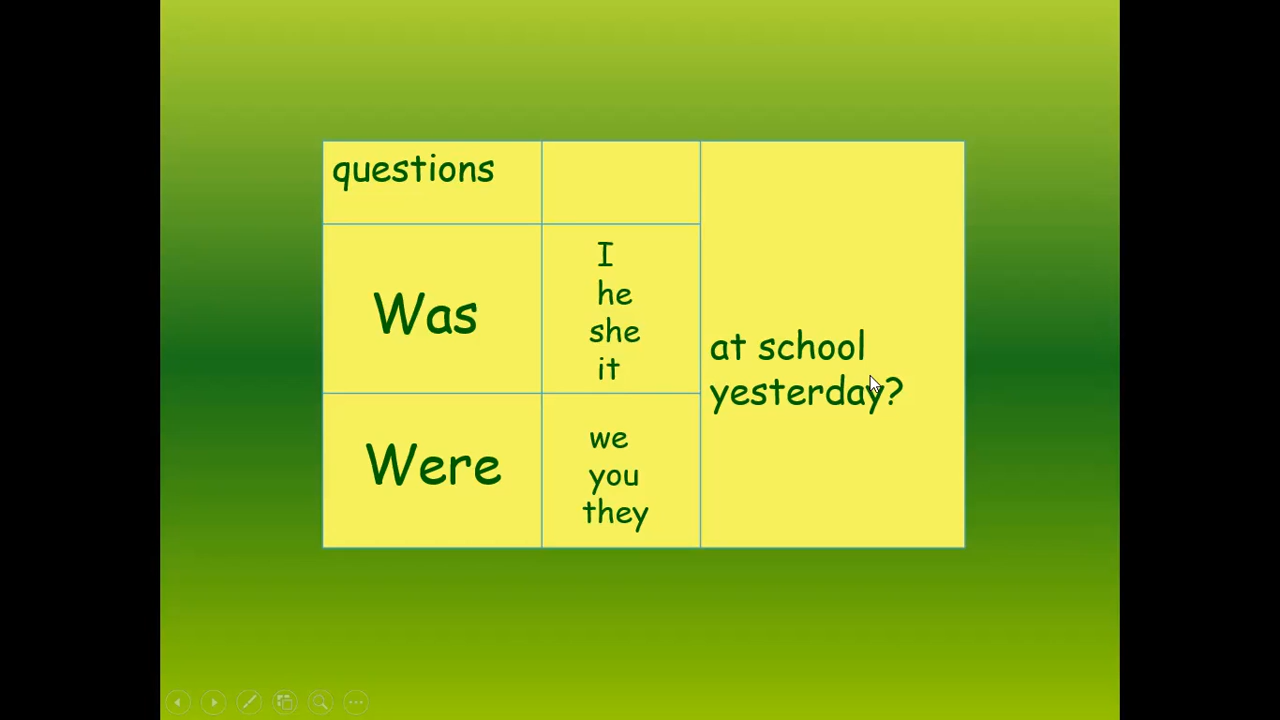 questions
Was
I
he
she
it
Were
we
you
they
at school
yesterday?